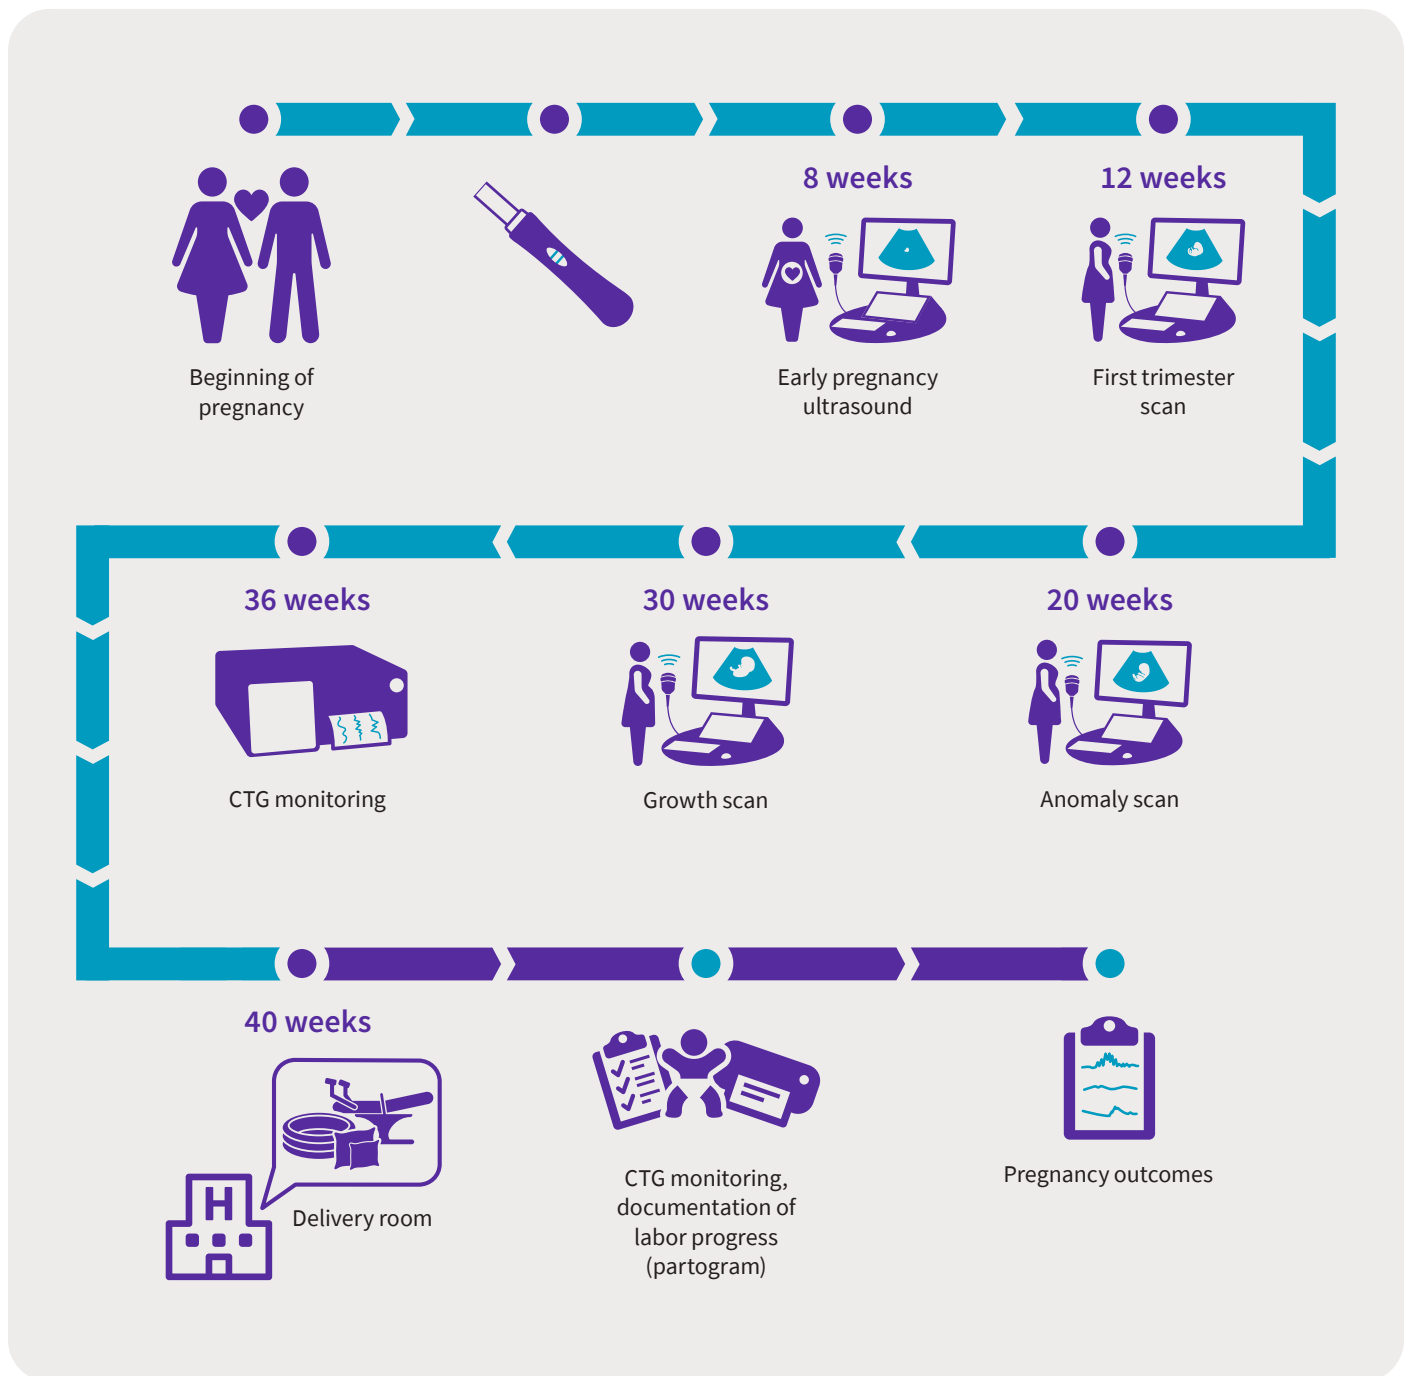 Beginning of
pregnancy
8 weeks
Early pregnancy
ultrasound
12 weeks
First trimester
scan
20 weeks
Anomaly scan
30 weeks
Growth scan
36 weeks
CTG monitoring
40 weeks
H
Delivery room
CTG monitoring,
documentation of
labor progress
(partogram)
Pregnancy outcomes